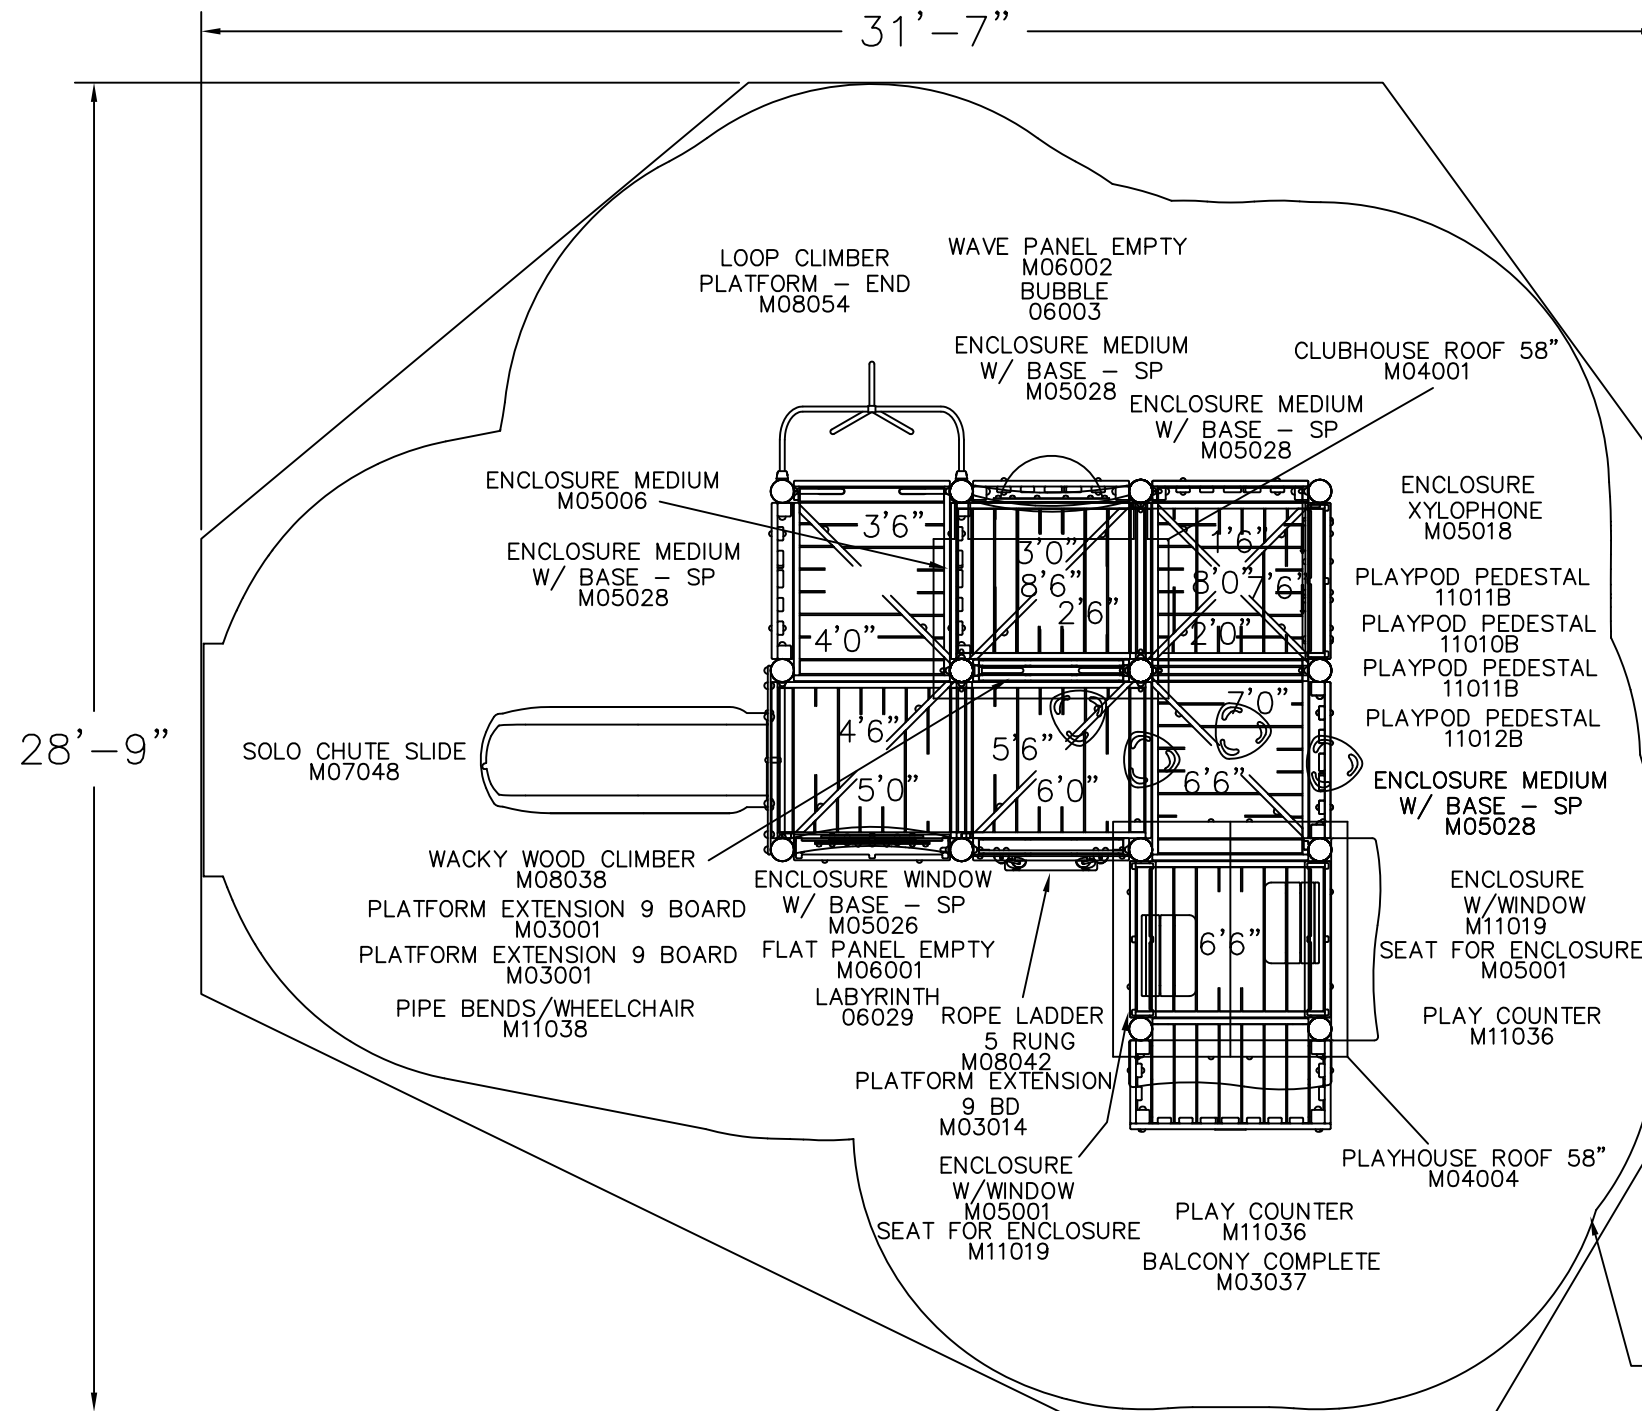 31'-7"
28'-9"
LOOP CLIMBER
PLATFORM - END
M08054
WAVE PANEL EMPTY
M06002
BUBBLE
06003
ENCLOSURE MEDIUM
W/ BASE - SP
M05028
ENCLOSURE MEDIUM
W/ BASE - SP
M05028
CLUBHOUSE ROOF 58"
M04001
ENCLOSURE MEDIUM
M05006
ENCLOSURE MEDIUM
W/ BASE - SP
M05028
ENCLOSURE
XYLOPHONE
M05018
PLAYPOD PEDESTAL
11011B
PLAYPOD PEDESTAL
11010B
PLAYPOD PEDESTAL
11011B
PLAYPOD PEDESTAL
11012B
ENCLOSURE MEDIUM
W/ BASE - SP
M05028
3'6"
4'0"
3'0"
8'6"
2'6"
1'6"
8'0"
7'6"
2'0"
4'6"
5'0"
5'6"
6'0"
7'0"
6'6"
6'6"
SOLO CHUTE SLIDE
M07048
WACKY WOOD CLIMBER
M08038
PLATFORM EXTENSION 9 BOARD
M03001
PLATFORM EXTENSION 9 BOARD
M03001
PIPE BENDS/WHEELCHAIR
M11038
ENCLOSURE WINDOW
W/ BASE - SP
M05026
FLAT PANEL EMPTY
M06001
LABYRINTH
06029
ROPE LADDER
5 RUNG
M08042
PLATFORM EXTENSION
9 BD
M03014
ENCLOSURE
W/WINDOW
M05001
SEAT FOR ENCLOSURE
M11019
ENCLOSURE
W/WINDOW
M11019
SEAT FOR ENCLOSURE
M05001
PLAY COUNTER
M11036
PLAYHOUSE ROOF 58"
M04004
PLAY COUNTER
M11036
BALCONY COMPLETE
M03037